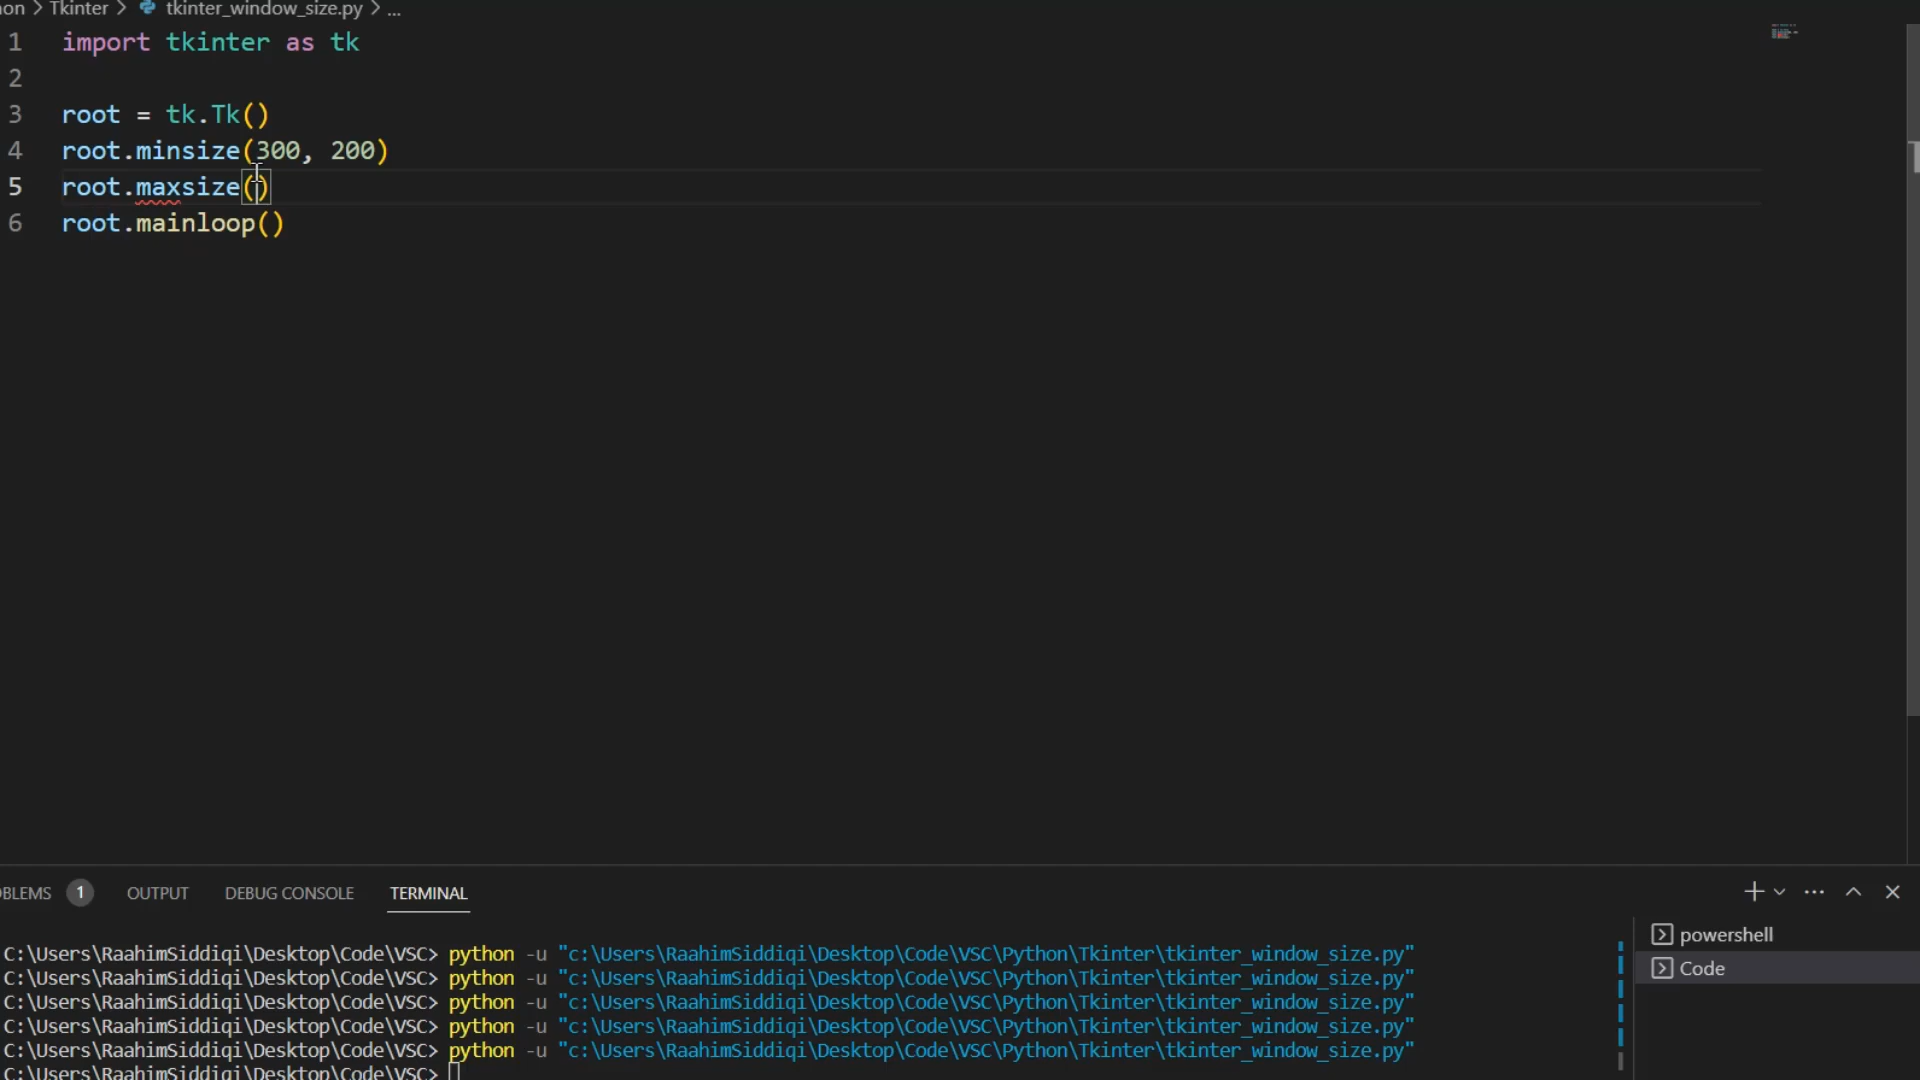 on > Tkinter > tkinter_window_size.py > ...
1 import tkinter as tk
2
3 root = tk.Tk()
4 root.minsize(300, 200)
5 root.maxsize()
6 root.mainloop()
OBLEMS 1 OUTPUT DEBUG CONSOLE TERMINAL
C:\Users\RaahimSiddiqi\Desktop\Code\VSC> python -u "c:\Users\RaahimSiddiqi\Desktop\Code\VSC\Python\Tkinter\tkinter_window_size.py"
C:\Users\RaahimSiddiqi\Desktop\Code\VSC> python -u "c:\Users\RaahimSiddiqi\Desktop\Code\VSC\Python\Tkinter\tkinter_window_size.py"
C:\Users\RaahimSiddiqi\Desktop\Code\VSC> python -u "c:\Users\RaahimSiddiqi\Desktop\Code\VSC\Python\Tkinter\tkinter_window_size.py"
C:\Users\RaahimSiddiqi\Desktop\Code\VSC> python -u "c:\Users\RaahimSiddiqi\Desktop\Code\VSC\Python\Tkinter\tkinter_window_size.py"
C:\Users\RaahimSiddiqi\Desktop\Code\VSC> python -u "c:\Users\RaahimSiddiqi\Desktop\Code\VSC\Python\Tkinter\tkinter_window_size.py"
C:\Users\RaahimSiddiqi\Desktop\Code\VSC>
powershell
Code